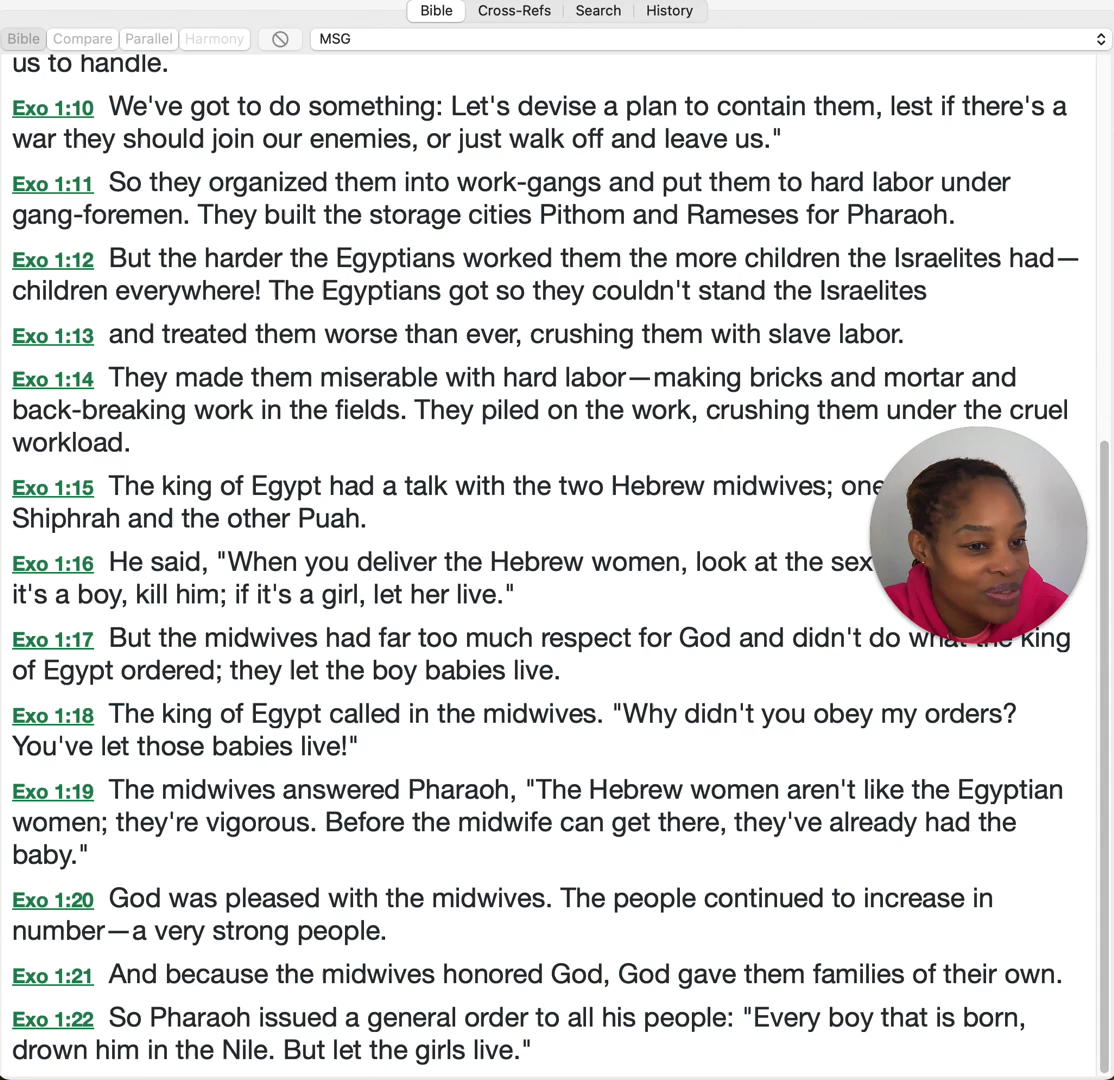 Bible Cross-Refs Search History
Bible Compare Parallel Harmony MSG
us to handle.
Exo 1:10 We've got to do something: Let's devise a plan to contain them, lest if there's a
war they should join our enemies, or just walk off and leave us."
Exo 1:11 So they organized them into work-gangs and put them to hard labor under
gang-foremen. They built the storage cities Pithom and Rameses for Pharaoh.
Exo 1:12 But the harder the Egyptians worked them the more children the Israelites had—
children everywhere! The Egyptians got so they couldn't stand the Israelites
Exo 1:13 and treated them worse than ever, crushing them with slave labor.
Exo 1:14 They made them miserable with hard labor—making bricks and mortar and
back-breaking work in the fields. They piled on the work, crushing them under the cruel
workload.
Exo 1:15 The king of Egypt had a talk with the two Hebrew midwives; one
Shiphrah and the other Puah.
Exo 1:16 He said, "When you deliver the Hebrew women, look at the sex
it's a boy, kill him; if it's a girl, let her live."
Exo 1:17 But the midwives had far too much respect for God and didn't do what the king
of Egypt ordered; they let the boy babies live.
Exo 1:18 The king of Egypt called in the midwives. "Why didn't you obey my orders?
You've let those babies live!"
Exo 1:19 The midwives answered Pharaoh, "The Hebrew women aren't like the Egyptian
women; they're vigorous. Before the midwife can get there, they've already had the
baby."
Exo 1:20 God was pleased with the midwives. The people continued to increase in
number—a very strong people.
Exo 1:21 And because the midwives honored God, God gave them families of their own.
Exo 1:22 So Pharaoh issued a general order to all his people: "Every boy that is born,
drown him in the Nile. But let the girls live."